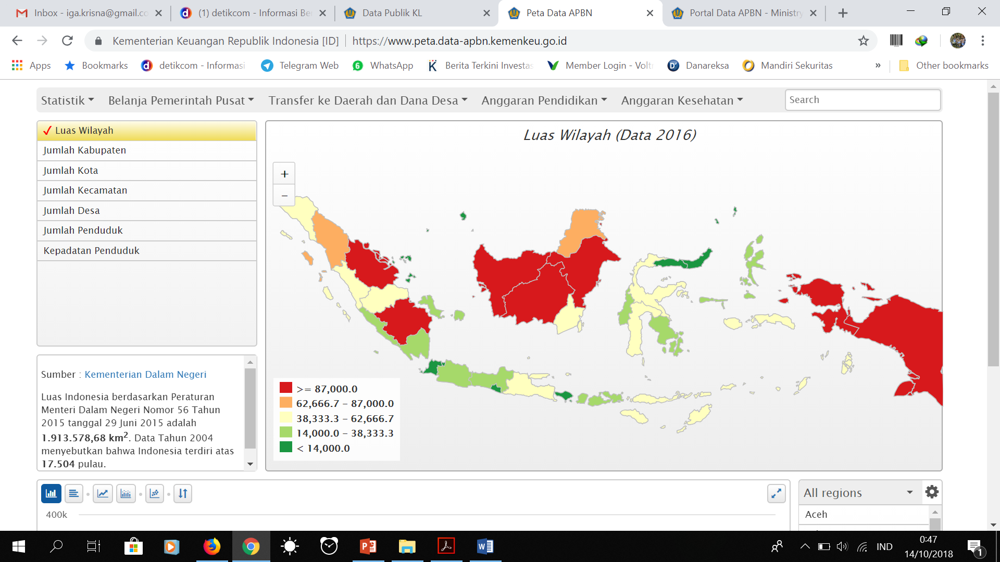 Inbox - iga.krisna@gmail.co
(1) detikcom - Informasi Be
Data Publik KL
Peta Data APBN
Portal Data APBN - Ministry
Kementerian Keuangan Republik Indonesia [ID]
https://www.peta.data-apbn.kemenkeu.go.id
Apps
Bookmarks
detikcom - Informasi
Telegram Web
WhatsApp
Berita Terkini Investas
Member Login - Volt
Danareksa
Mandiri Sekuritas
»
Other bookmarks
Statistik
Belanja Pemerintah Pusat
Transfer ke Daerah dan Dana Desa
Anggaran Pendidikan
Anggaran Kesehatan
Search
Luas Wilayah
Jumlah Kabupaten
Jumlah Kota
Jumlah Kecamatan
Jumlah Desa
Jumlah Penduduk
Kepadatan Penduduk
Sumber : Kementerian Dalam Negeri
Luas Indonesia berdasarkan Peraturan
Menteri Dalam Negeri Nomor 56 Tahun
2015 tanggal 29 Juni 2015 adalah
1.913.578,68 km². Data Tahun 2004
menyebutkan bahwa Indonesia terdiri atas
17.504 pulau.
Luas Wilayah (Data 2016)
+
−
>= 87,000.0
62,666.7 – 87,000.0
38,333.3 – 62,666.7
14,000.0 – 38,333.3
< 14,000.0
400k
All regions
Aceh
IND
0:47
14/10/2018
1